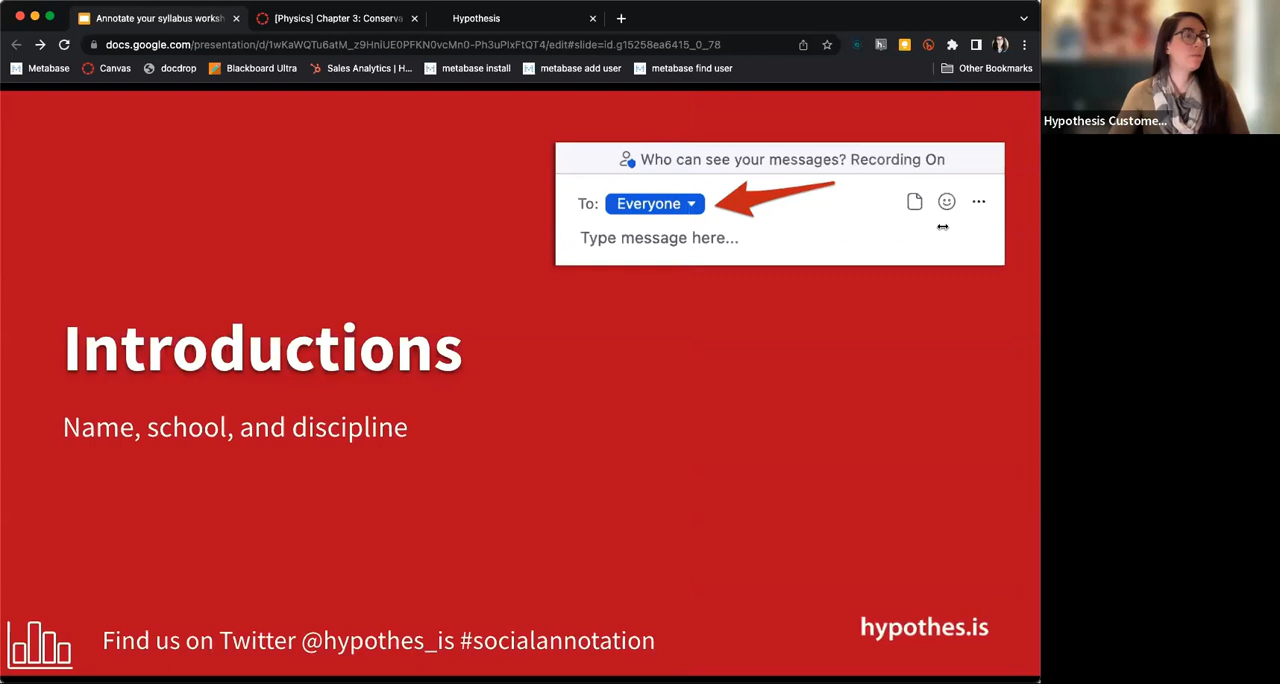 Annotate your syllabus worksh
[Physics] Chapter 3: Conserva
Hypothesis
docs.google.com/presentation/d/1wKaWQTu6atM_z9HniUE0PFKN0vcMn0-Ph3uPIxFtQT4/edit#slide=id.g15258ea6415_0_78
Metabase
Canvas
docdrop
Blackboard Ultra
Sales Analytics | H...
metabase install
metabase add user
metabase find user
Other Bookmarks
Hypothesis Custome...
Who can see your messages? Recording On
To: Everyone
Type message here...
Introductions
Name, school, and discipline
Find us on Twitter @hypothes_is #socialannotation
hypothes.is